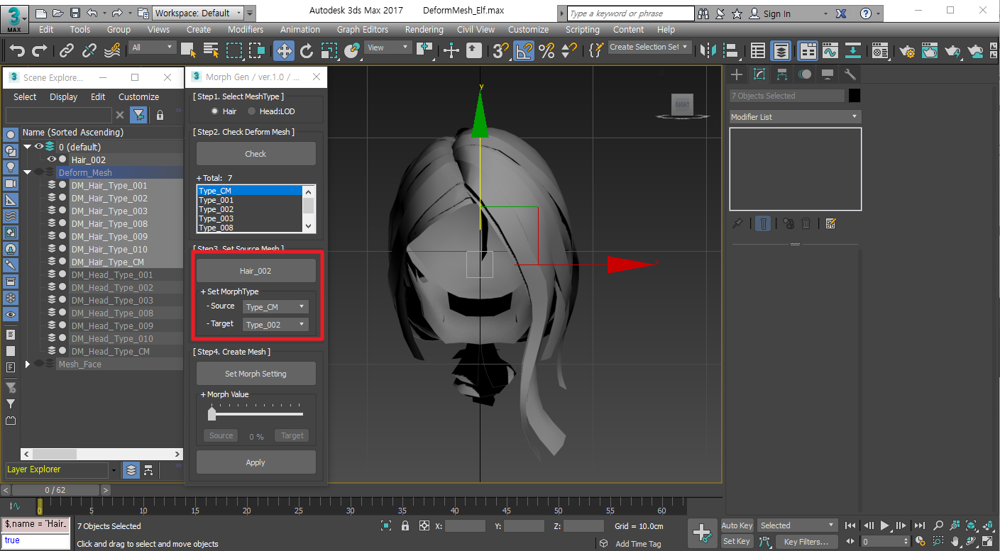 Workspace: Default
Autodesk 3ds Max 2017 DeformMesh_Elf.max
Type a keyword or phrase
Sign In
MAX
Edit Tools Group Views Create Modifiers Animation Graph Editors Rendering Civil View Customize Scripting Content Help
All
View
Create Selection Set
Scene Explore...
Select Display Edit Customize
Name (Sorted Ascending)
0 (default)
Hair_002
Deform_Mesh
DM_Hair_Type_001
DM_Hair_Type_002
DM_Hair_Type_003
DM_Hair_Type_008
DM_Hair_Type_009
DM_Hair_Type_010
DM_Hair_Type_CM
DM_Head_Type_001
DM_Head_Type_002
DM_Head_Type_003
DM_Head_Type_008
DM_Head_Type_009
DM_Head_Type_010
DM_Head_Type_CM
Mesh_Face
Layer Explorer
Morph Gen / ver.1.0 / ...
[ Step1. Select MeshType ]
Hair Head:LOD
[ Step2. Check Deform Mesh ]
Check
+ Total: 7
Type_CM
Type_001
Type_002
Type_003
Type_008
[ Step3. Set Source Mesh ]
Hair_002
+ Set MorphType
- Source Type_CM
- Target Type_002
[ Step4. Create Mesh ]
Set Morph Setting
+ Morph Value
Source 0 % Target
Apply
y
x
RIGHT
7 Objects Selected
Modifier List
< 0 / 62 >
0 5 10 15 20 25 30 35 40 45 50 55 60
$.name = "Hair_
true
7 Objects Selected
Click and drag to select and move objects
X: Y: Z: Grid = 10.0cm
Add Time Tag
Auto Key Selected
Set Key Key Filters...
0